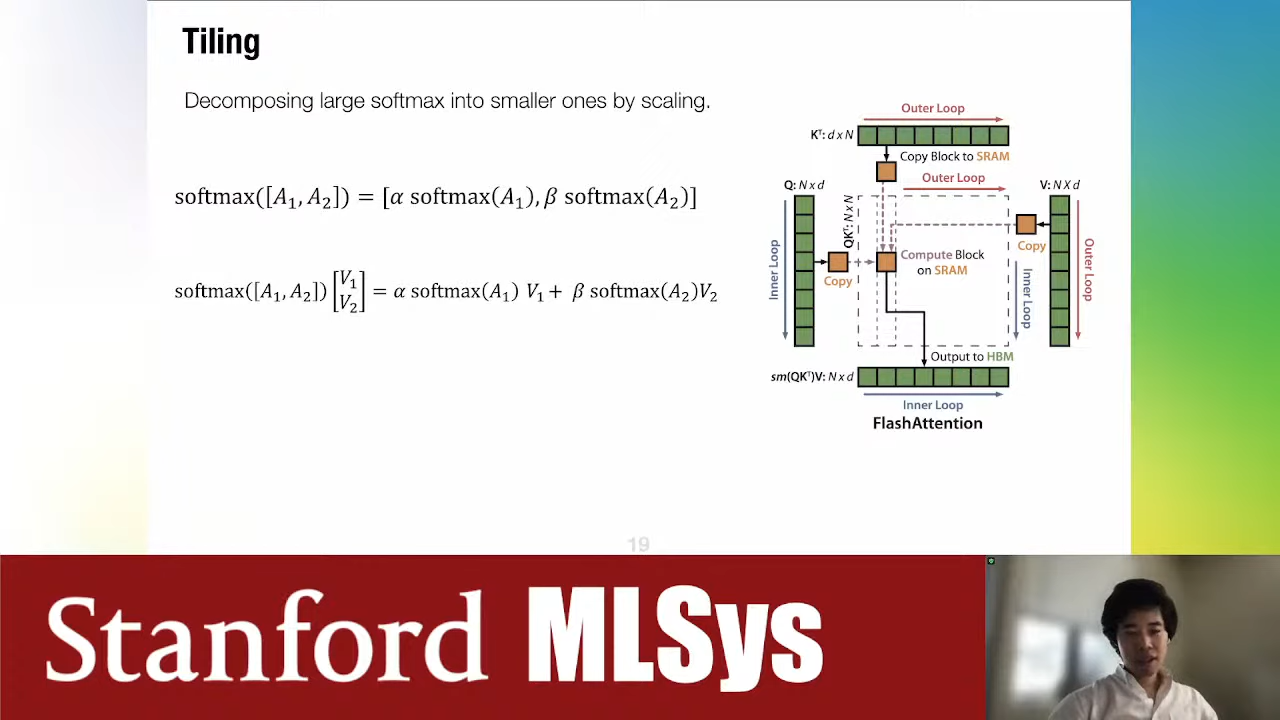 Tiling
Decomposing large softmax into smaller ones by scaling.
softmax([A₁, A₂]) = [α softmax(A₁), β softmax(A₂)]
softmax([A₁, A₂]) [V₁ V₂] = α softmax(A₁) V₁ + β softmax(A₂)V₂
Outer Loop
Kᵀ: d x N
Copy Block to SRAM
Outer Loop
Q: N x d
V: N X d
QKᵀ: N x N
Copy
Compute Block
on SRAM
Copy
Inner Loop
Inner Loop
Outer Loop
Output to HBM
sm(QKᵀ)V: N x d
Inner Loop
FlashAttention
19
Stanford MLSys